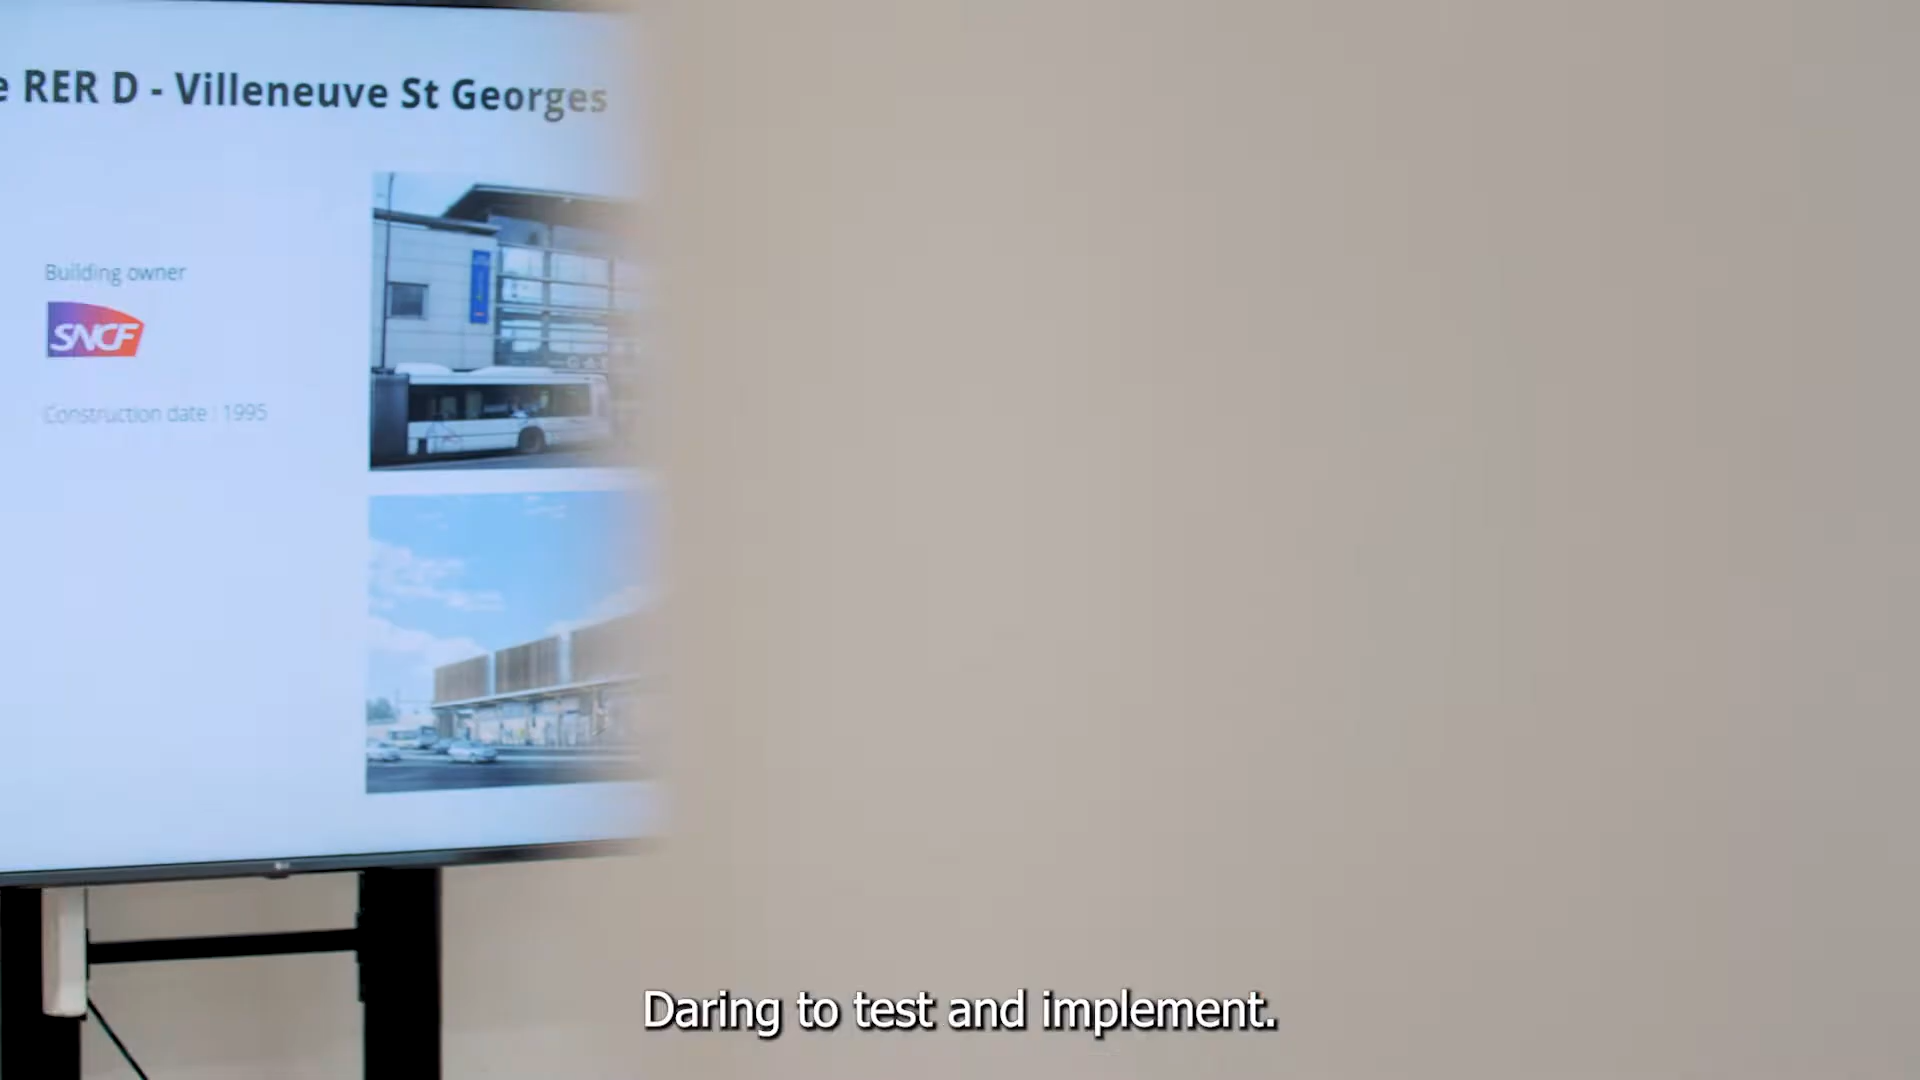 e RER D - Villeneuve St Georges
Building owner
SNCF
Construction date : 1995
Daring to test and implement.